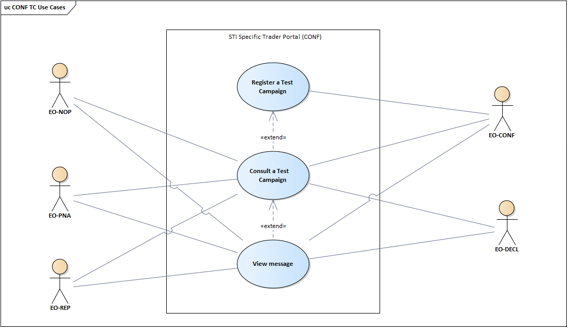 uc CONF TC Use Cases
STI Specific Trader Portal (CONF)
Register a Test
Campaign
EO-NOP
EO-CONF
«extend»
Consult a Test
Campaign
EO-PNA
«extend»
EO-DECL
View message
EO-REP